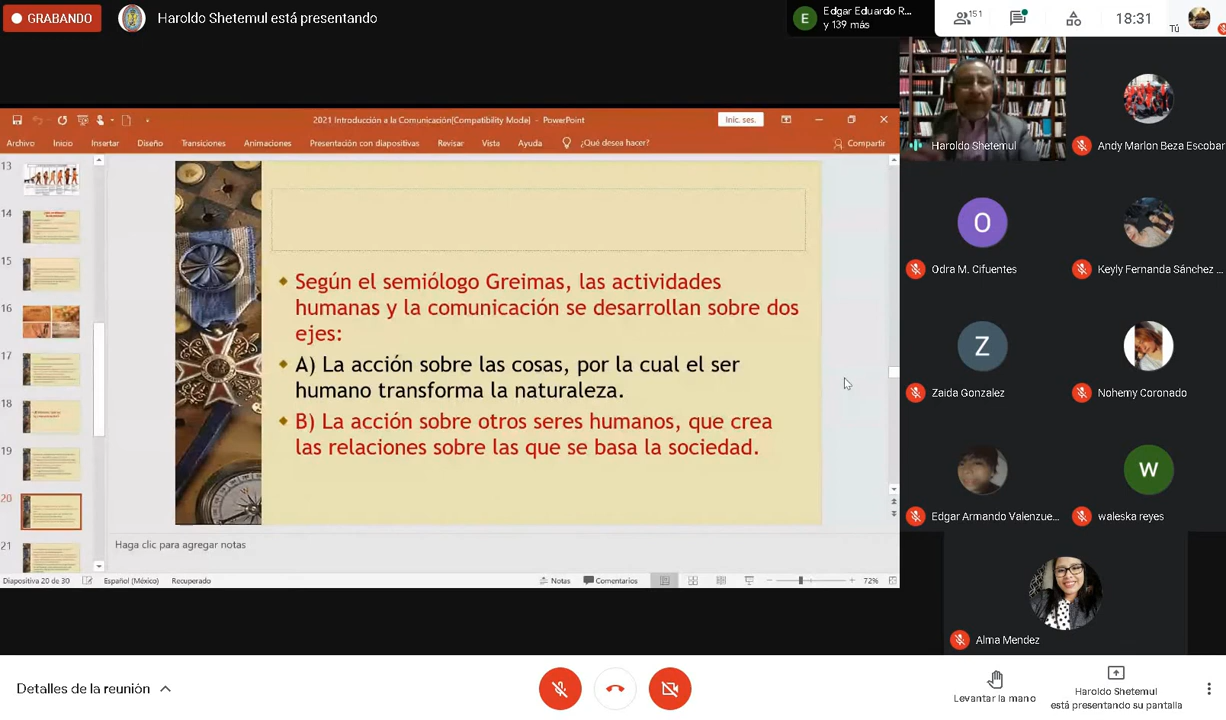 GRABANDO
Haroldo Shetemul está presentando
E
Edgar Eduardo R...
y 139 más
151
18:31
Tú
2021 Introducción a la Comunicación[Compatibility Mode] - PowerPoint
Inic. ses.
Archivo Inicio Insertar Diseño Transiciones Animaciones Presentación con diapositivas Revisar Vista Ayuda ¿Qué desea hacer? Compartir
13
14
15
16
17
18
19
20
21
Según el semiólogo Greimas, las actividades
humanas y la comunicación se desarrollan sobre dos
ejes:
A) La acción sobre las cosas, por la cual el ser
humano transforma la naturaleza.
B) La acción sobre otros seres humanos, que crea
las relaciones sobre las que se basa la sociedad.
Haga clic para agregar notas
Diapositiva 20 de 30 Español (México) Recuperado Notas Comentarios 72%
Haroldo Shetemul
Andy Marlon Beza Escobar
O
Odra M. Cifuentes
Keyly Fernanda Sánchez ...
Z
Zaida Gonzalez
Nohemy Coronado
Edgar Armando Valenzue...
W
waleska reyes
Alma Mendez
Detalles de la reunión
Levantar la mano
Haroldo Shetemul
está presentando su pantalla